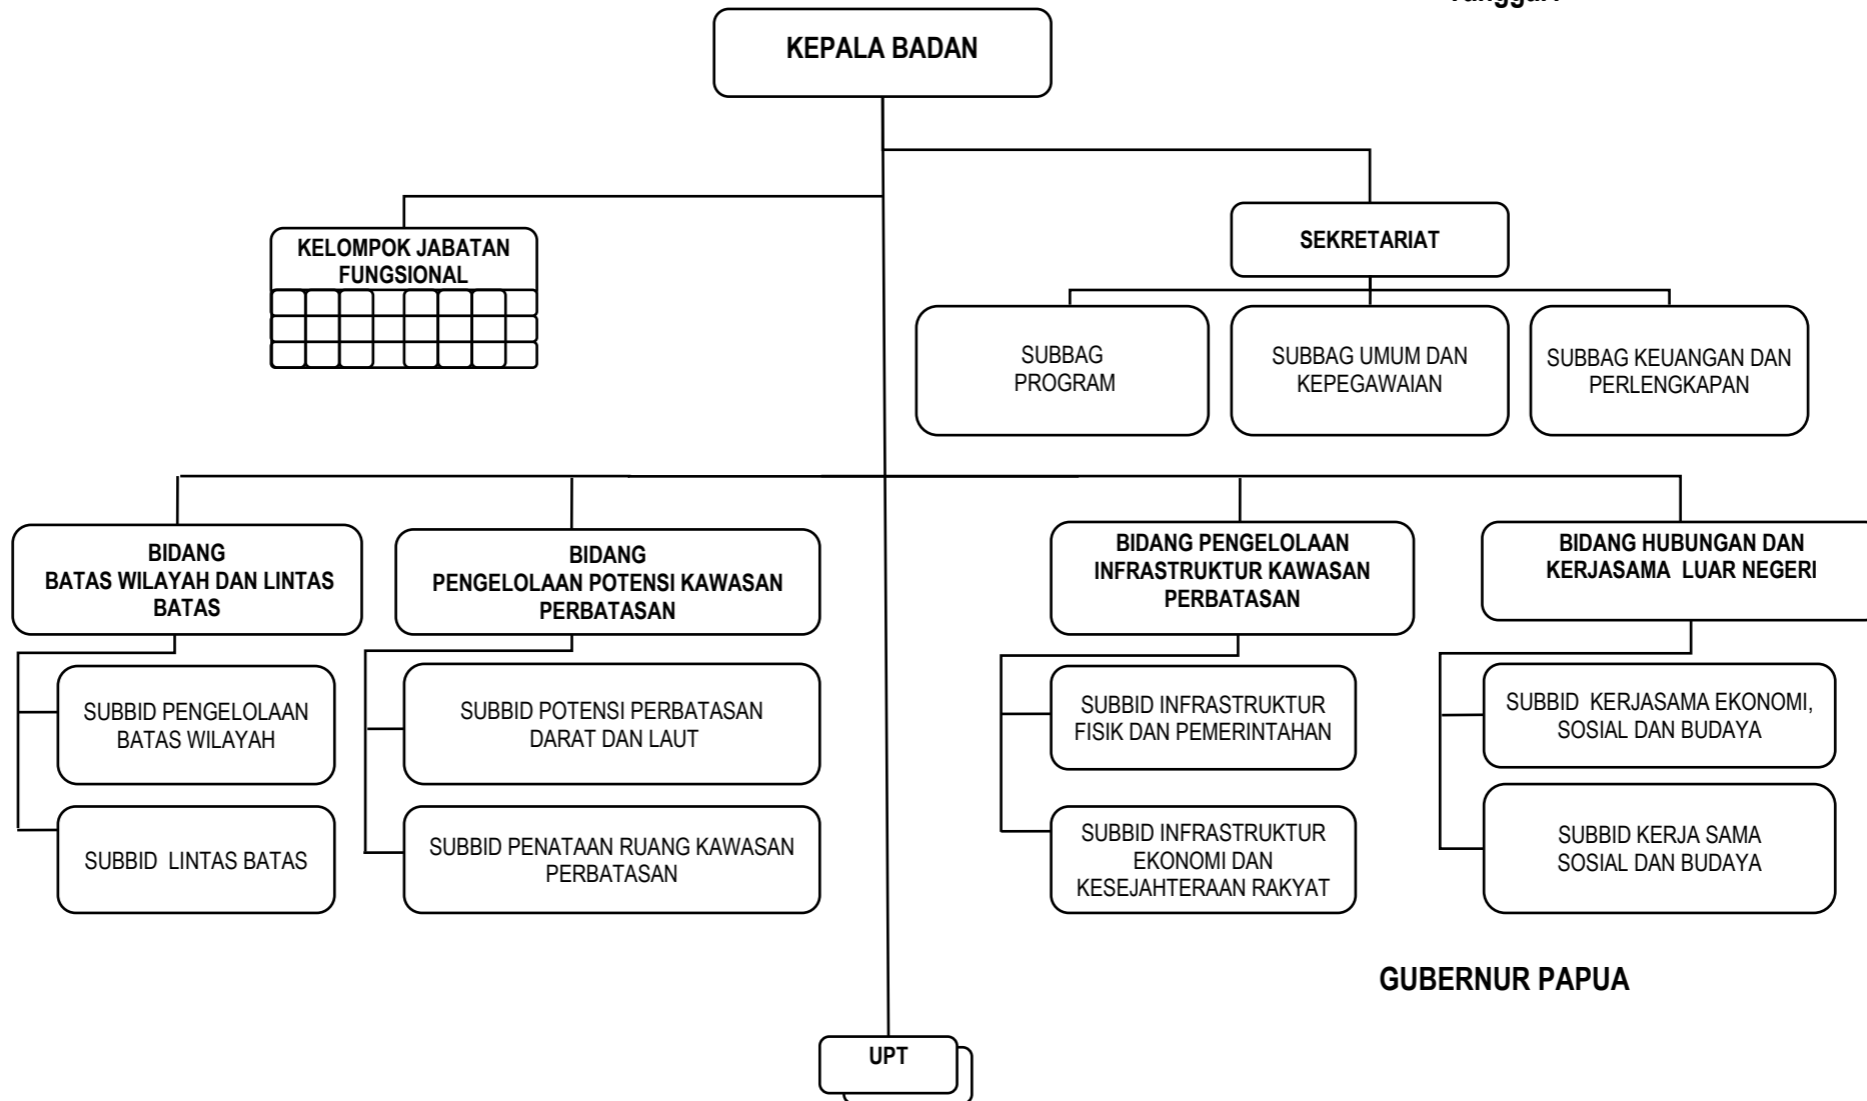 KEPALA BADAN
KELOMPOK JABATAN
FUNGSIONAL
SEKRETARIAT
SUBBAG
PROGRAM
SUBBAG UMUM DAN
KEPEGAWAIAN
SUBBAG KEUANGAN DAN
PERLENGKAPAN
BIDANG
BATAS WILAYAH DAN LINTAS
BATAS
BIDANG
PENGELOLAAN POTENSI KAWASAN
PERBATASAN
BIDANG PENGELOLAAN
INFRASTRUKTUR KAWASAN
PERBATASAN
BIDANG HUBUNGAN DAN
KERJASAMA LUAR NEGERI
SUBBID PENGELOLAAN
BATAS WILAYAH
SUBBID POTENSI PERBATASAN
DARAT DAN LAUT
SUBBID INFRASTRUKTUR
FISIK DAN PEMERINTAHAN
SUBBID KERJASAMA EKONOMI,
SOSIAL DAN BUDAYA
SUBBID LINTAS BATAS
SUBBID PENATAAN RUANG KAWASAN
PERBATASAN
SUBBID INFRASTRUKTUR
EKONOMI DAN
KESEJAHTERAAN RAKYAT
SUBBID KERJA SAMA
SOSIAL DAN BUDAYA
GUBERNUR PAPUA
UPT